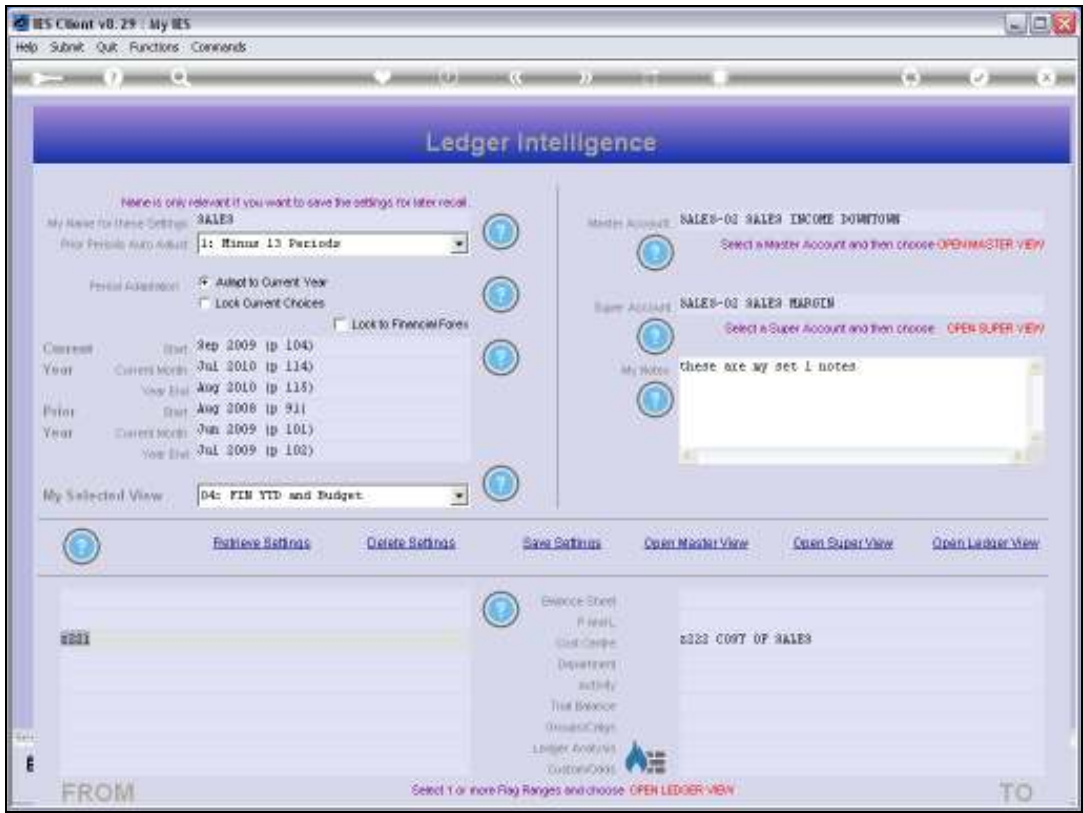 IES Client v8.29 : My IES
Help Submit Quit Functions Commands
Ledger Intelligence
Name is only relevant if you want to save the settings for later recall.
My Name for these Settings SALES
Prior Periods Auto Adjust 1: Minus 13 Periods
Period Adaptation Adapt to Current Year
Lock Current Choices
Lock to Financial Forex
Current Start Sep 2009 (p 104)
Year Current Month Jul 2010 (p 114)
Year End Aug 2010 (p 115)
Prior Start Aug 2008 (p 91)
Year Current Month Jun 2009 (p 101)
Year End Jul 2009 (p 102)
My Selected View 04: FIN YTD and Budget
Master Account SALES-02 SALES INCOME DOWNTOWN
Select a Master Account and then choose OPEN MASTER VIEW
Super Account SALES-02 SALES MARGIN
Select a Super Account and then choose OPEN SUPER VIEW
My Notes these are my set 1 notes
Retrieve Settings Delete Settings Save Settings Open Master View Open Super View Open Ledger View
Balance Sheet
P and L
Cost Centre COST OF SALES
Department
Activity
Trial Balance
Ledger Analysis
FROM Select 1 or more Flag Ranges and choose OPEN LEDGER VIEW TO